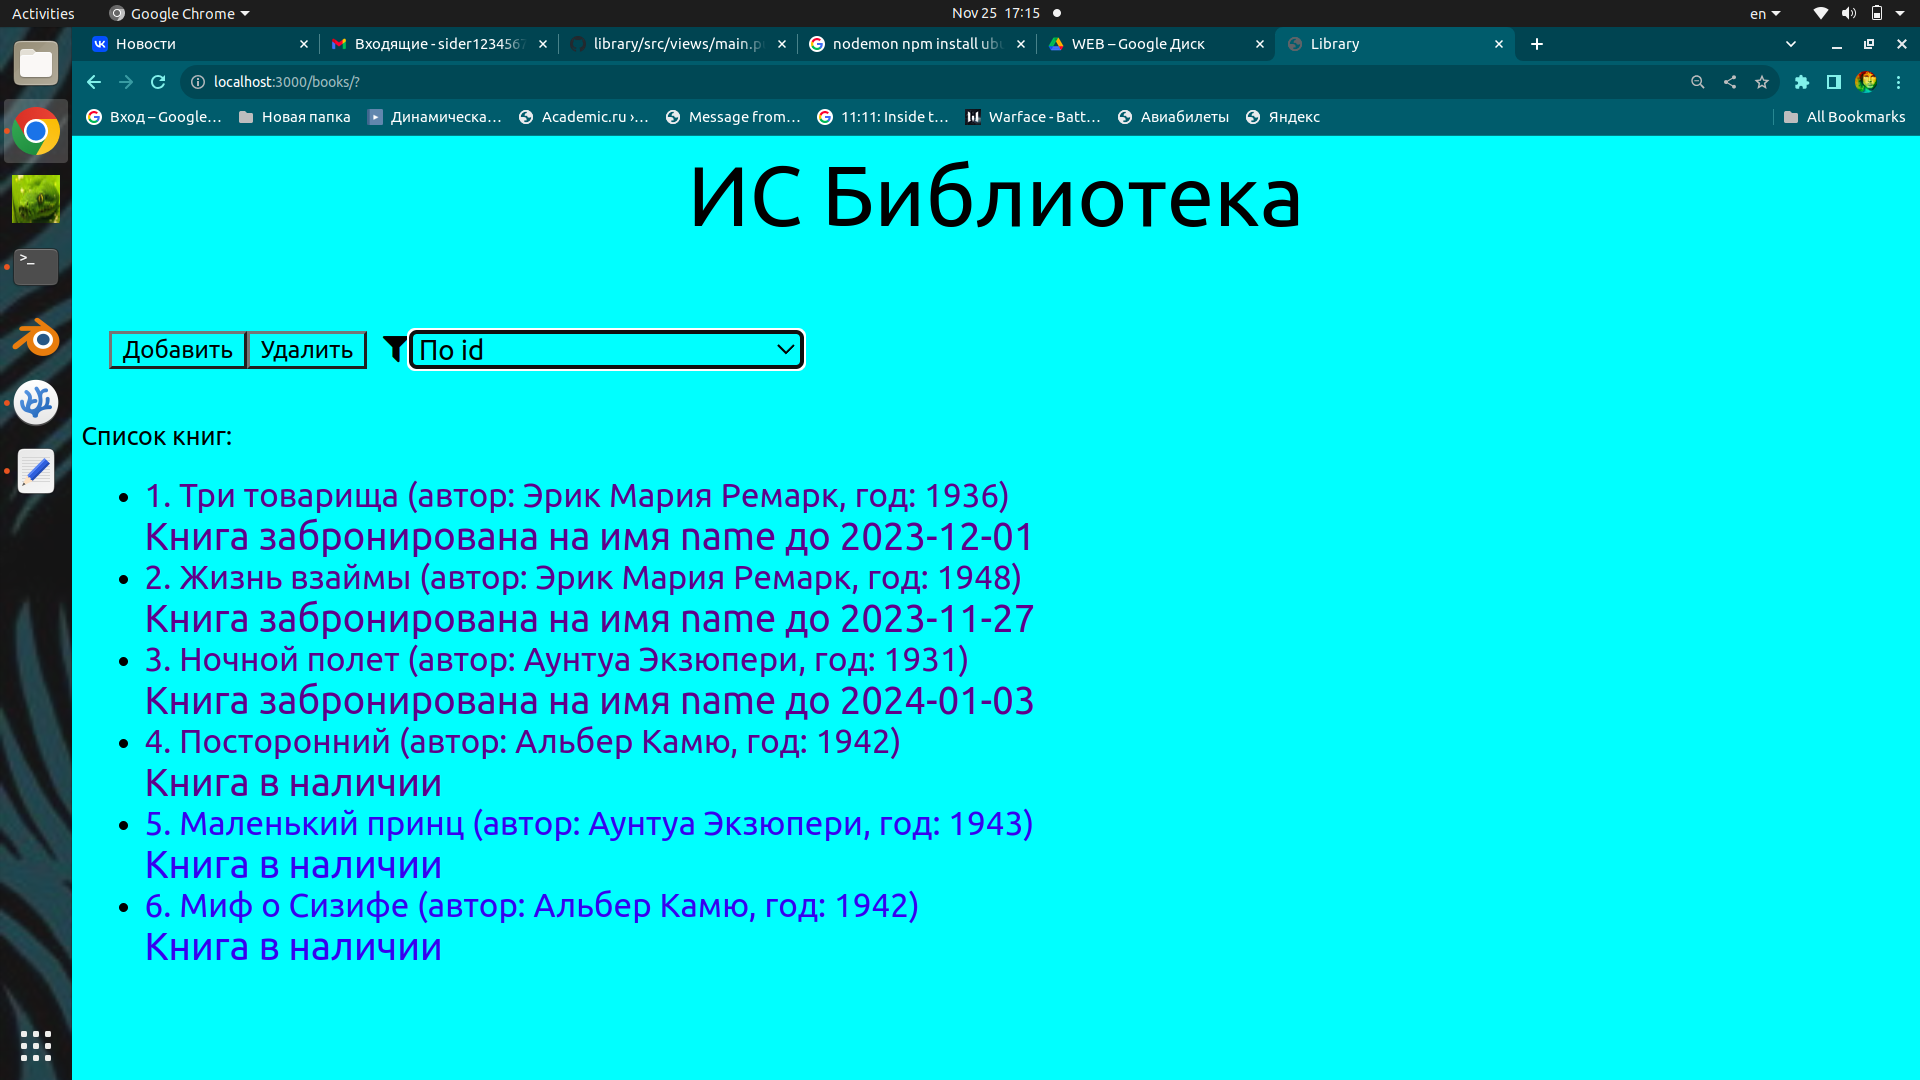 Activities
Google Chrome
Nov 25 17:15
en
Новости
Входящие - sider1234567
library/src/views/main.p
nodemon npm install ub
WEB – Google Диск
Library
localhost:3000/books/?
Вход – Google…
Новая папка
Динамическа…
Academic.ru ›…
Message from…
11:11: Inside t…
Warface - Batt…
Авиабилеты
Яндекс
All Bookmarks
ИС Библиотека
Добавить
Удалить
По id
Список книг:
1. Три товарища (автор: Эрик Мария Ремарк, год: 1936)
Книга забронирована на имя name до 2023-12-01
2. Жизнь взаймы (автор: Эрик Мария Ремарк, год: 1948)
Книга забронирована на имя name до 2023-11-27
3. Ночной полет (автор: Аунтуа Экзюпери, год: 1931)
Книга забронирована на имя name до 2024-01-03
4. Посторонний (автор: Альбер Камю, год: 1942)
Книга в наличии
5. Маленький принц (автор: Аунтуа Экзюпери, год: 1943)
Книга в наличии
6. Миф о Сизифе (автор: Альбер Камю, год: 1942)
Книга в наличии